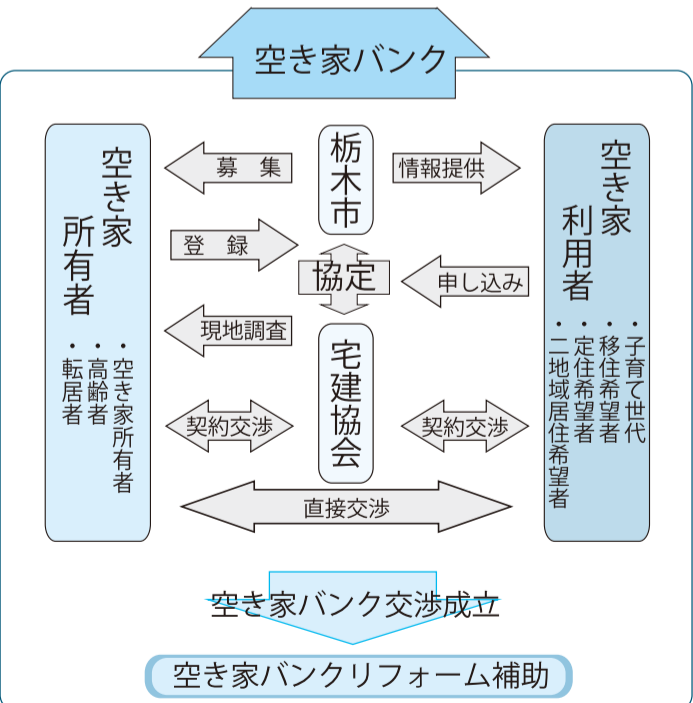 空き家バンク
空き家
所有者
・空き家所有者
・高齢者
・転居者
募　集
登　録
現地調査
契約交渉
栃木市
協定
宅建協会
情報提供
申し込み
契約交渉
直接交渉
空き家
利用者
・子育て世代
・移住希望者
・定住希望者
・二地域居住希望者
空き家バンク交渉成立
空き家バンクリフォーム補助